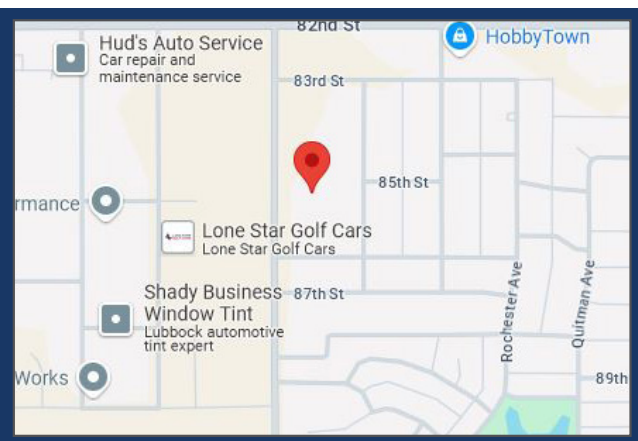 82nd St
HobbyTown
Hud's Auto Service
Car repair and
maintenance service
83rd St
85th St
rmance
Lone Star Golf Cars
Lone Star Golf Cars
Shady Business
Window Tint
Lubbock automotive
tint expert
87th St
Rochester Ave
Quitman Ave
Works
89th